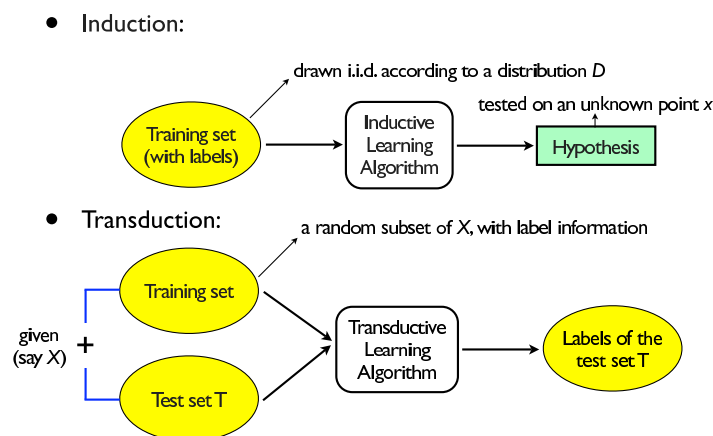 • Induction:
drawn i.i.d. according to a distribution D
tested on an unknown point x
Training set
(with labels)
Inductive
Learning
Algorithm
Hypothesis
• Transduction:
a random subset of X, with label information
Training set
given
(say X)
+
Test set T
Transductive
Learning
Algorithm
Labels of the
test set T